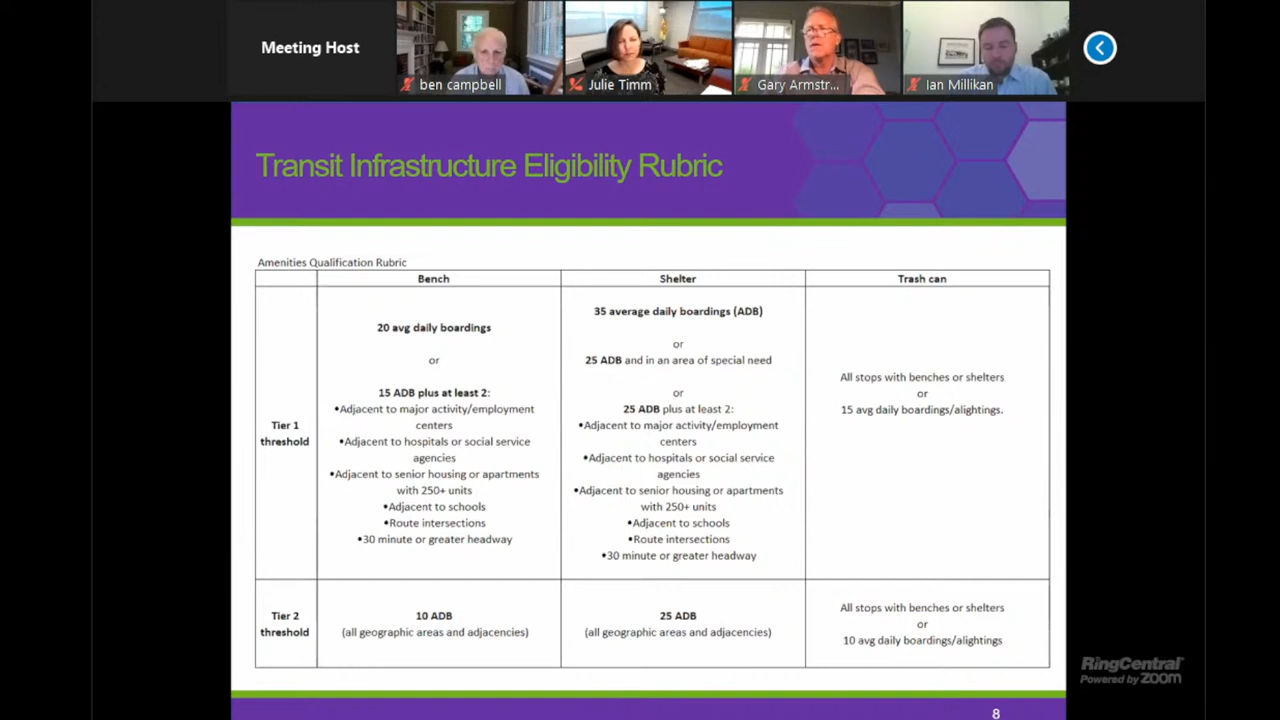 Meeting Host
ben campbell
Julie Timm
Gary Armstr...
Ian Millikan
Transit Infrastructure Eligibility Rubric
Amenities Qualification Rubric
Bench
Shelter
Trash can
Tier 1
threshold
20 avg daily boardings
or
15 ADB plus at least 2:
•Adjacent to major activity/employment
centers
•Adjacent to hospitals or social service
agencies
•Adjacent to senior housing or apartments
with 250+ units
•Adjacent to schools
•Route intersections
•30 minute or greater headway
35 average daily boardings (ADB)
or
25 ADB and in an area of special need
or
25 ADB plus at least 2:
•Adjacent to major activity/employment
centers
•Adjacent to hospitals or social service
agencies
•Adjacent to senior housing or apartments
with 250+ units
•Adjacent to schools
•Route intersections
•30 minute or greater headway
All stops with benches or shelters
or
15 avg daily boardings/alightings.
Tier 2
threshold
10 ADB
(all geographic areas and adjacencies)
25 ADB
(all geographic areas and adjacencies)
All stops with benches or shelters
or
10 avg daily boardings/alightings
RingCentral
Powered by ZOOM
8